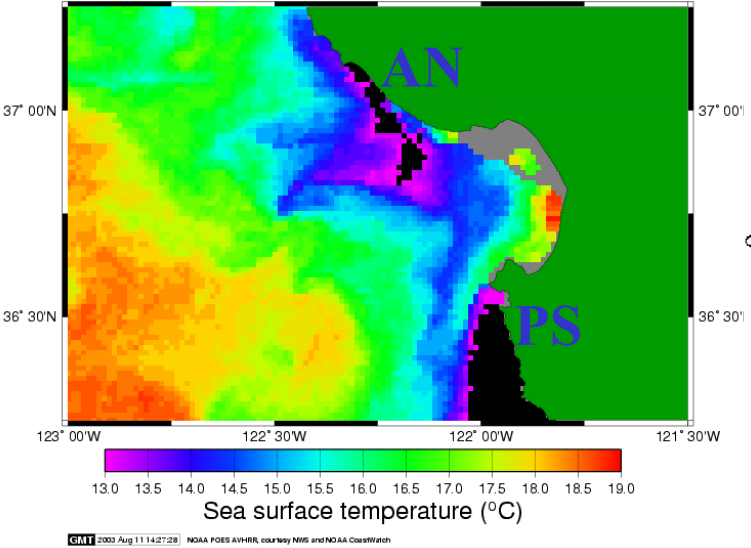 AN
37° 00'N
37° 00'
36° 30'N
36° 30'
PS
123° 00'W
122° 30'W
122° 00'W
121° 30'W
13.0 13.5 14.0 14.5 15.0 15.5 16.0 16.5 17.0 17.5 18.0 18.5 19.0
Sea surface temperature (°C)
GMT 2003 Aug 11 14:27:28 NOAA POES AVHRR, courtesy NWS and NOAA CoastWatch